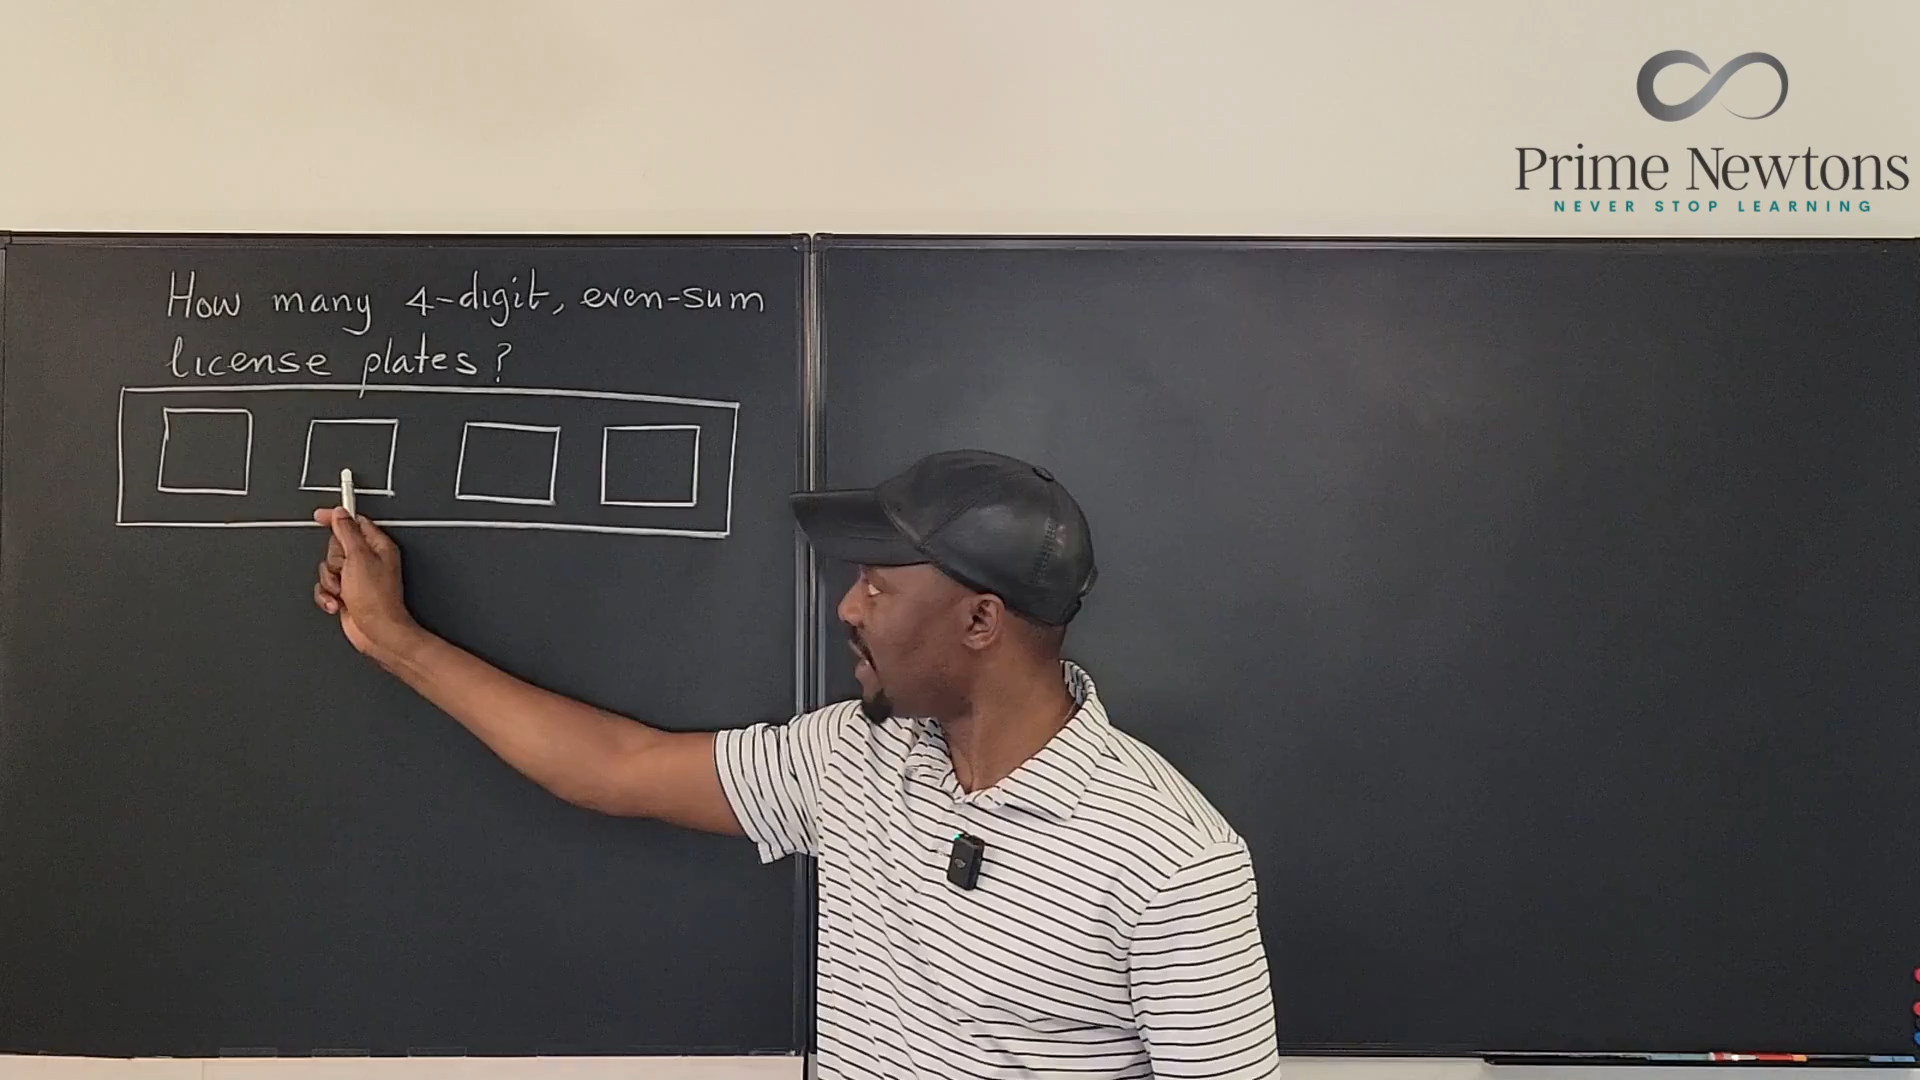 Prime Newtons
NEVER STOP LEARNING
How many 4-digit, even-sum
license plates?